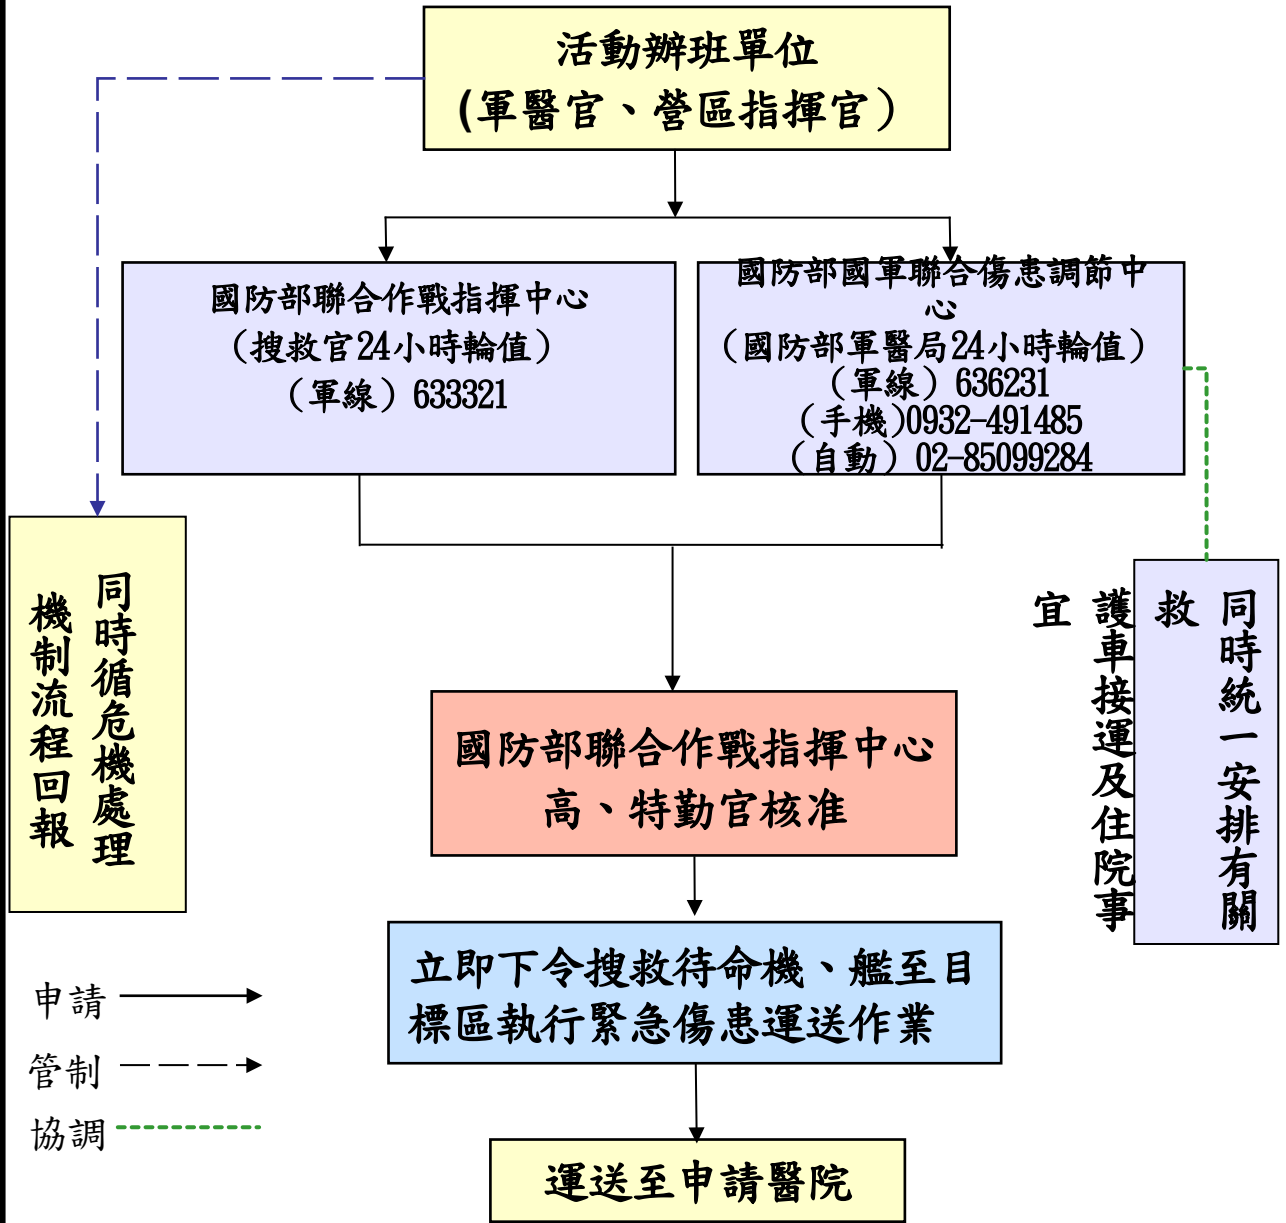 活動辦班單位
(軍醫官、營區指揮官）
國防部聯合作戰指揮中心
（搜救官24小時輪值）
（軍線）633321
國防部國軍聯合傷患調節中
心
（國防部軍醫局24小時輪值）
（軍線）636231
（手機)0932-491485
（自動）02-85099284
同時循危機處理
機制流程回報
同時統一安排有關
救
護車接運及住院事
宜
國防部聯合作戰指揮中心
高、特勤官核准
立即下令搜救待命機、艦至目
標區執行緊急傷患運送作業
運送至申請醫院
申請
管制
協調